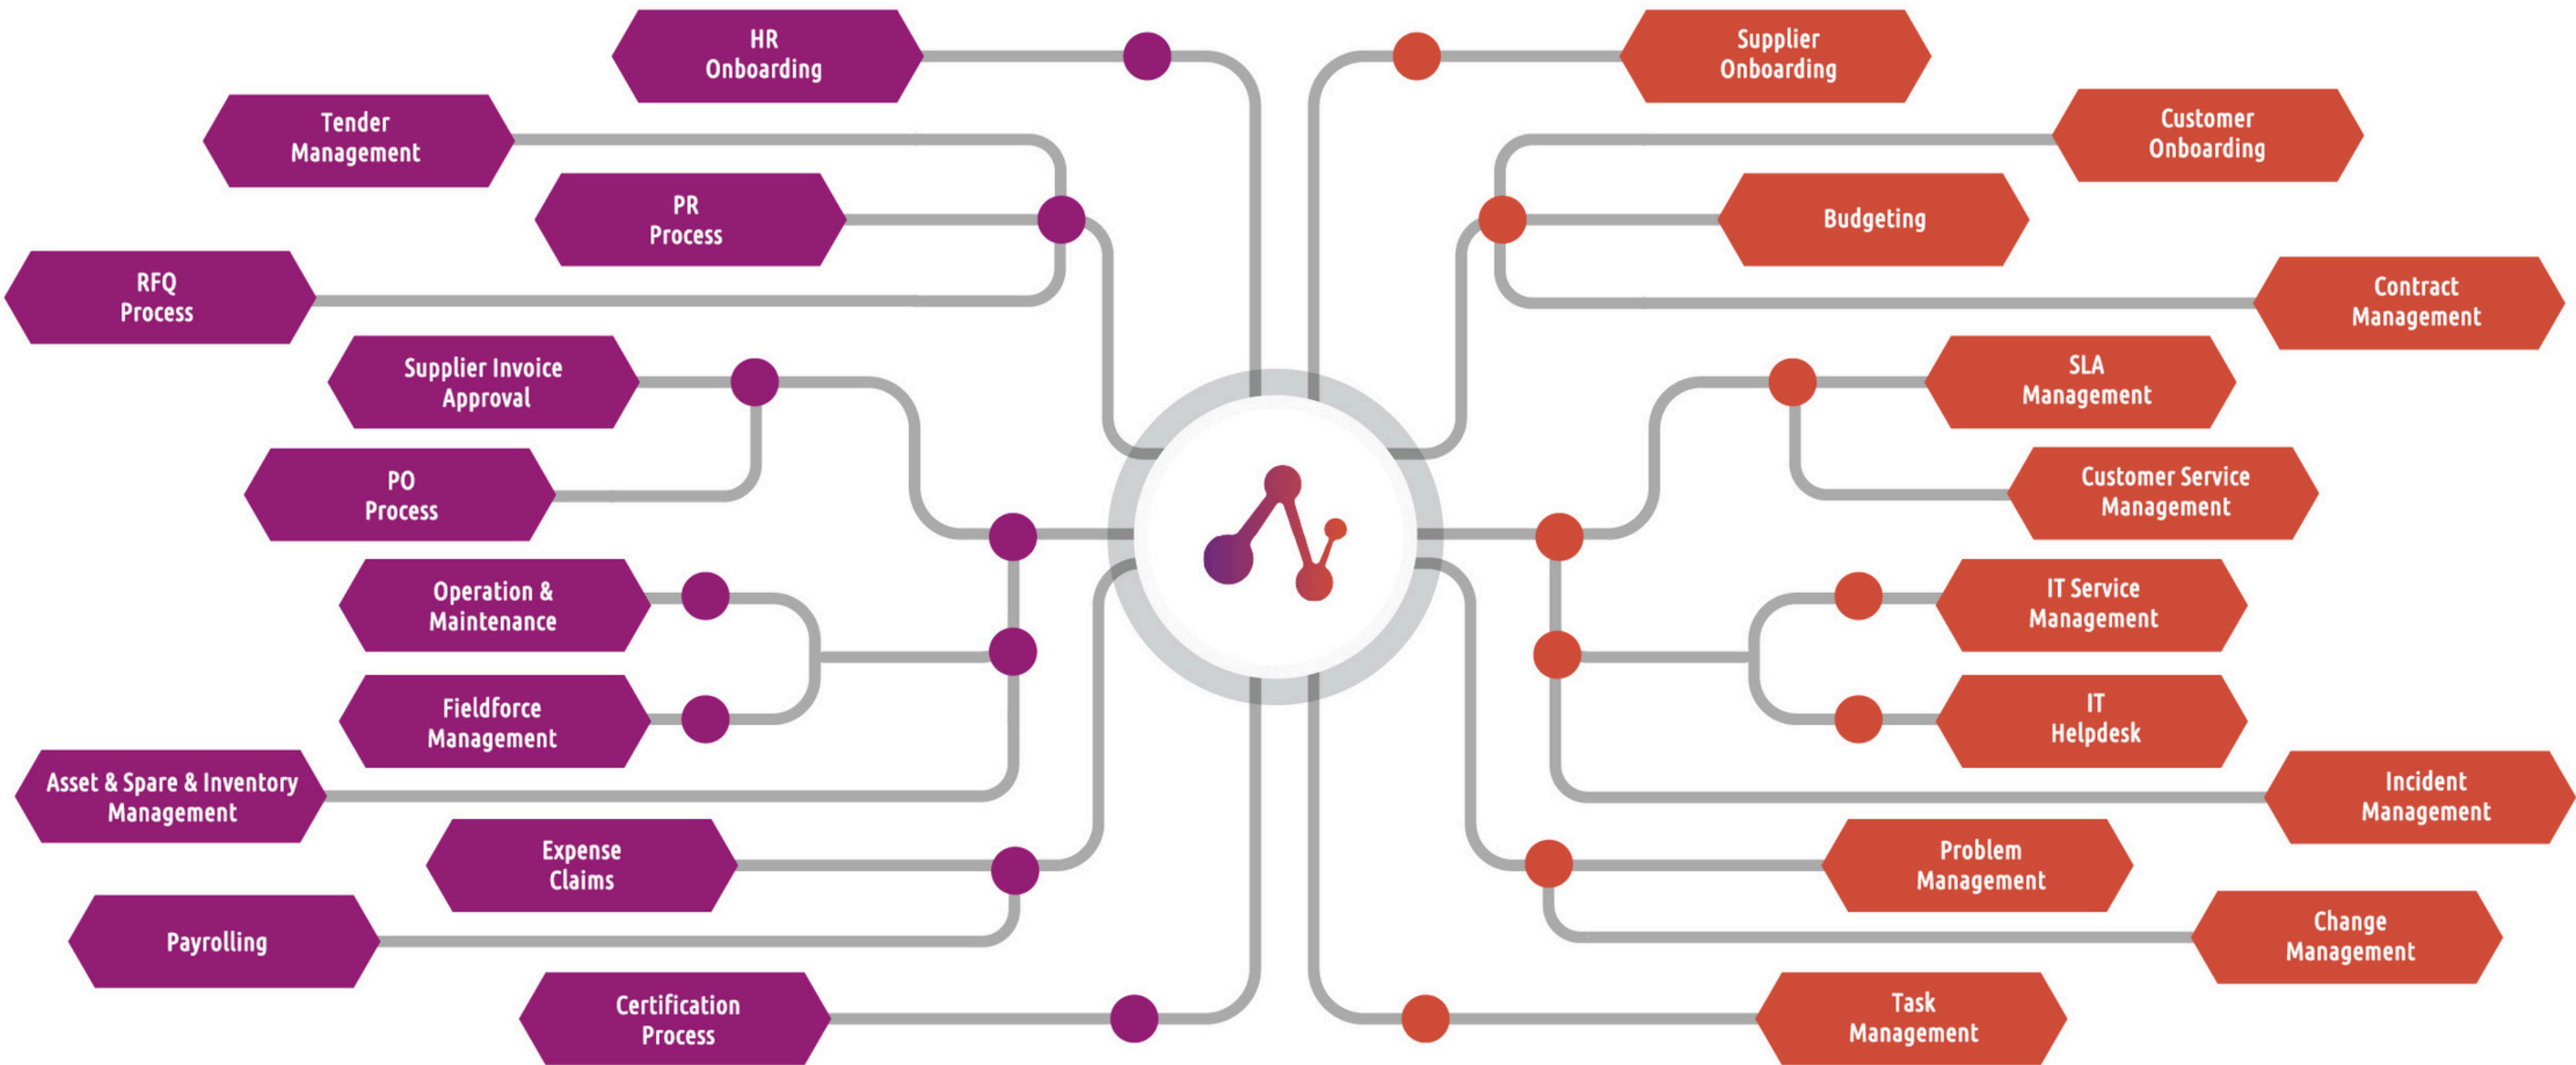 HR
Onboarding
Tender
Management
PR
Process
RFQ
Process
Supplier Invoice
Approval
PO
Process
Operation &
Maintenance
Fieldforce
Management
Asset & Spare & Inventory
Management
Expense
Claims
Payrolling
Certification
Process
Supplier
Onboarding
Customer
Onboarding
Budgeting
Contract
Management
SLA
Management
Customer Service
Management
IT Service
Management
IT
Helpdesk
Incident
Management
Problem
Management
Change
Management
Task
Management